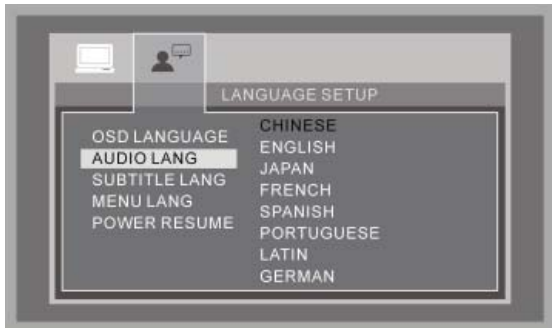 LANGUAGE SETUP
OSD LANGUAGE
AUDIO LANG
SUBTITLE LANG
MENU LANG
POWER RESUME
CHINESE
ENGLISH
JAPAN
FRENCH
SPANISH
PORTUGUESE
LATIN
GERMAN